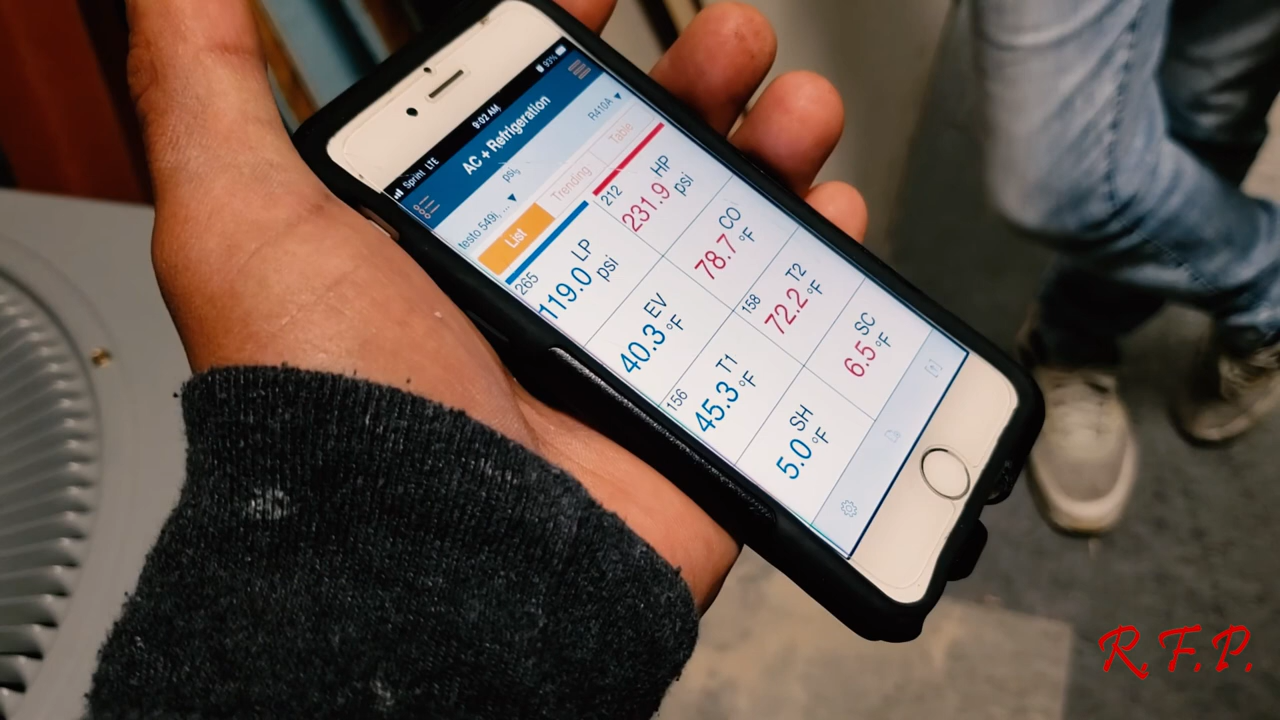 Sprint LTE 9:02 AM 93%
AC + Refrigeration
testo 549i, ... ▼ psi, R410A ▼
List Trending Table
265 LP
119.0 psi
212 HP
231.9 psi
EV
40.3 °F
CO
78.7 °F
156 T1
45.3 °F
158 T2
72.2 °F
SH
5.0 °F
SC
6.5 °F
R.F.P.